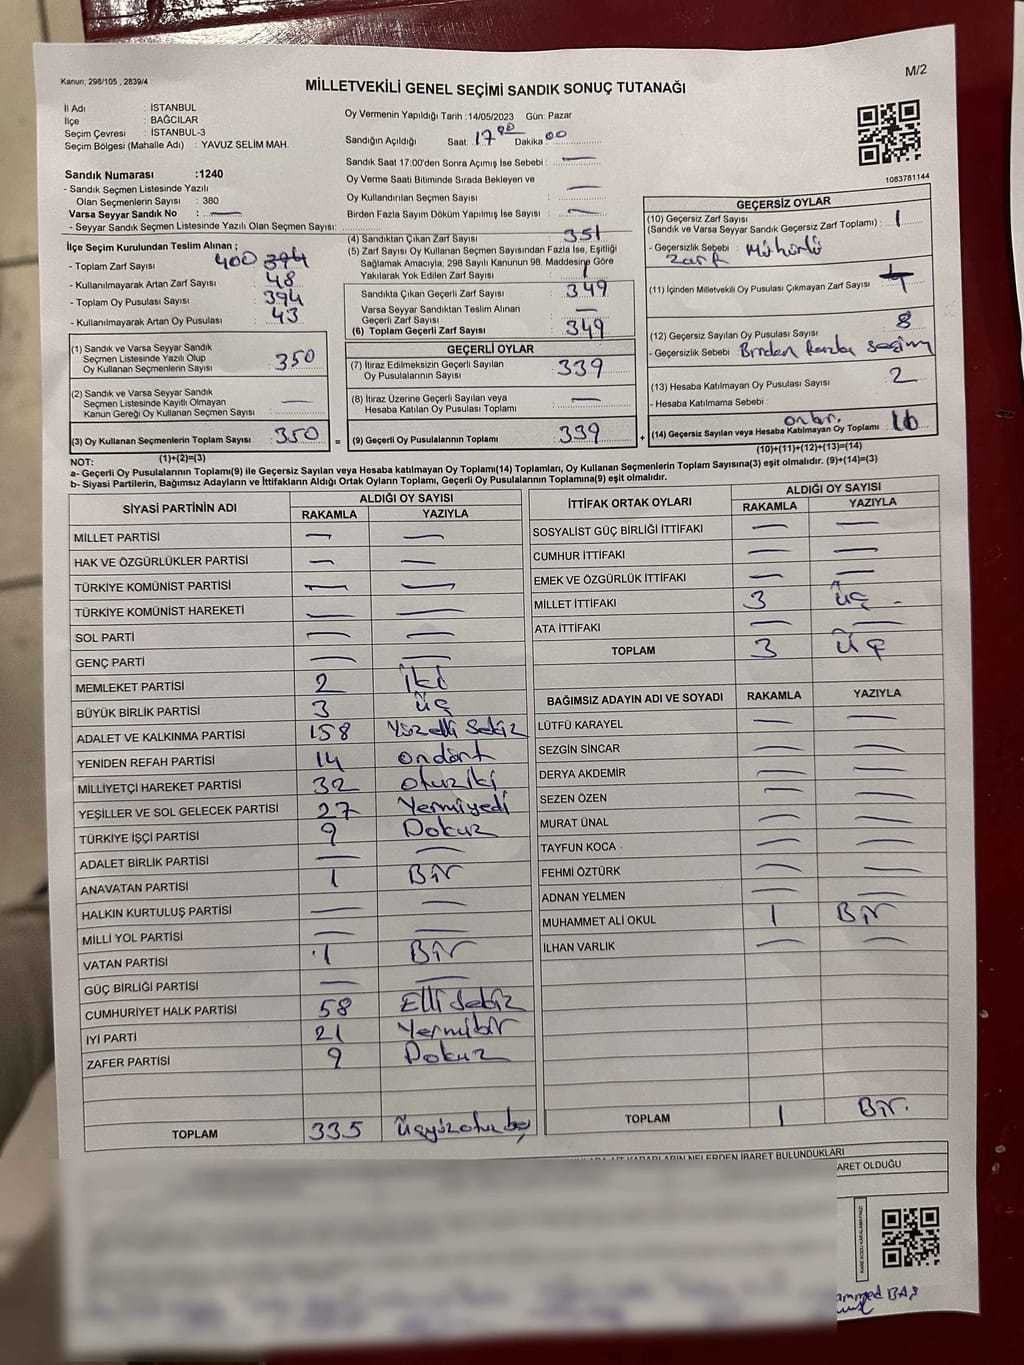 Kanun; 298/105 , 2839/4
M/2
MİLLETVEKİLİ GENEL SEÇİMİ SANDIK SONUÇ TUTANAĞI
İl Adı : İSTANBUL
İlçe : BAĞCILAR
Seçim Çevresi : İSTANBUL-3
Seçim Bölgesi (Mahalle Adı) : YAVUZ SELİM MAH.
Sandık Numarası :1240
- Sandık Seçmen Listesinde Yazılı
Olan Seçmenlerin Sayısı : 380
Varsa Seyyar Sandık No : —
- Seyyar Sandık Seçmen Listesinde Yazılı Olan Seçmen Sayısı:
İlçe Seçim Kurulundan Teslim Alınan ;
- Toplam Zarf Sayısı : 400 394
- Kullanılmayarak Artan Zarf Sayısı : 48
- Toplam Oy Pusulası Sayısı : 394
- Kullanılmayarak Artan Oy Pusulası : 43
Oy Vermenin Yapıldığı Tarih :14/05/2023 Gün: Pazar
Sandığın Açıldığı Saat :17 00 Dakika :00
Sandık Saat 17:00'den Sonra Açımış İse Sebebi : —
Oy Verme Saati Bitiminde Sırada Bekleyen ve
Oy Kullandırılan Seçmen Sayısı : —
Birden Fazla Sayım Döküm Yapılmış İse Sayısı : —
(4) Sandıktan Çıkan Zarf Sayısı : 351
(5) Zarf Sayısı Oy Kullanan Seçmen Sayısından Fazla İse, Eşitliği
Sağlamak Amacıyla, 298 Sayılı Kanunun 98. Maddesine Göre
Yakılarak Yok Edilen Zarf Sayısı : 1
Sandıkta Çıkan Geçerli Zarf Sayısı : 349
Varsa Seyyar Sandıktan Teslim Alınan
Geçerli Zarf Sayısı : —
(6) Toplam Geçerli Zarf Sayısı : 349
1083781144
GEÇERSİZ OYLAR
(10) Geçersiz Zarf Sayısı
(Sandık ve Varsa Seyyar Sandık Geçersiz Zarf Toplamı) : 1
- Geçersizlik Sebebi : Mühürlü
zarf
(11) İçinden Milletvekili Oy Pusulası Çıkmayan Zarf Sayısı :
(12) Geçersiz Sayılan Oy Pusulası Sayısı : 8
- Geçersizlik Sebebi : Birden fazla seçim
(13) Hesaba Katılmayan Oy Pusulası Sayısı : 2
- Hesaba Katılmama Sebebi :
(14) Geçersiz Sayılan veya Hesaba Katılmayan Oy Toplamı :
(10)+(11)+(12)+(13)=(14)
(1) Sandık ve Varsa Seyyar Sandık
Seçmen Listesinde Yazılı Olup
Oy Kullanan Seçmenlerin Sayısı : 350
(2) Sandık ve Varsa Seyyar Sandık
Seçmen Listesinde Kayıtlı Olmayan
Kanun Gereği Oy Kullanan Seçmen Sayısı : —
(3) Oy Kullanan Seçmenlerin Toplam Sayısı : 350 =
(1)+(2)=(3)
GEÇERLİ OYLAR
(7) İtiraz Edilmeksizin Geçerli Sayılan
Oy Pusulalarının Sayısı : 339
(8) İtiraz Üzerine Geçerli Sayılan veya
Hesaba Katılan Oy Pusulası Toplamı : —
(9) Geçerli Oy Pusulalarının Toplamı : 339 +
NOT:
a- Geçerli Oy Pusulalarının Toplamı(9) ile Geçersiz Sayılan veya Hesaba katılmayan Oy Toplamı(14) Toplamları, Oy Kullanan Seçmenlerin Toplam Sayısına(3) eşit olmalıdır. (9)+(14)=(3)
b- Siyasi Partilerin, Bağımsız Adayların ve İttifakların Aldığı Ortak Oyların Toplamı, Geçerli Oy Pusulalarının Toplamına(9) eşit olmalıdır.
SİYASİ PARTİNİN ADI ALDIĞI OY SAYISI
RAKAMLA YAZIYLA
MİLLET PARTİSİ — —
HAK VE ÖZGÜRLÜKLER PARTİSİ — —
TÜRKİYE KOMÜNİST PARTİSİ — —
TÜRKİYE KOMÜNİST HAREKETİ — —
SOL PARTİ — —
GENÇ PARTİ — —
MEMLEKET PARTİSİ 2 İki
BÜYÜK BİRLİK PARTİSİ 3 üç
ADALET VE KALKINMA PARTİSİ 158 Yüzelli Sekiz
YENİDEN REFAH PARTİSİ 14 ondört
MİLLİYETÇİ HAREKET PARTİSİ 32 otuziki
YEŞİLLER VE SOL GELECEK PARTİSİ 27 Yermiyedi
TÜRKİYE İŞÇİ PARTİSİ 9 Dokuz
ADALET BİRLİK PARTİSİ — —
ANAVATAN PARTİSİ 1 Bir
HALKIN KURTULUŞ PARTİSİ — —
MİLLİ YOL PARTİSİ — —
VATAN PARTİSİ 1 Bir
GÜÇ BİRLİĞİ PARTİSİ — —
CUMHURİYET HALK PARTİSİ 58 Elli sekiz
İYİ PARTİ 21 Yermibir
ZAFER PARTİSİ 9 Dokuz
TOPLAM 335 üçyüzotuzbeş
İTTİFAK ORTAK OYLARI ALDIĞI OY SAYISI
RAKAMLA YAZIYLA
SOSYALİST GÜÇ BİRLİĞİ İTTİFAKI — —
CUMHUR İTTİFAKI — —
EMEK VE ÖZGÜRLÜK İTTİFAKI — —
MİLLET İTTİFAKI 3 üç -
ATA İTTİFAKI — —
TOPLAM 3 üç
BAĞIMSIZ ADAYIN ADI VE SOYADI RAKAMLA YAZIYLA
LÜTFÜ KARAYEL — —
SEZGİN SİNCAR — —
DERYA AKDEMİR — —
SEZEN ÖZEN — —
MURAT ÜNAL — —
TAYFUN KOCA — —
FEHMİ ÖZTÜRK — —
ADNAN YELMEN — —
MUHAMMET ALİ OKUL 1 Bir
İLHAN VARLIK — —
TOPLAM 1 Bir.
NELERDEN İBARET BULUNDUKLARI
ARET OLDUĞU
ammed BAŞ